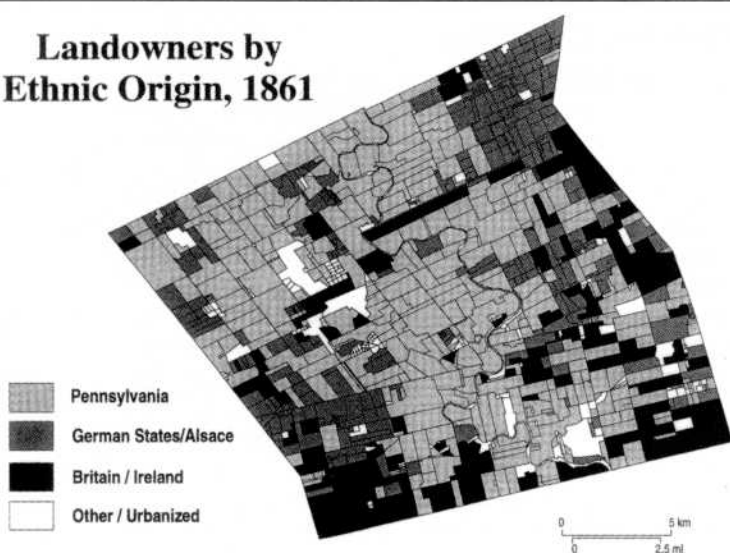 Landowners by
Ethnic Origin, 1861
Pennsylvania
German States/Alsace
Britain / Ireland
Other / Urbanized
0 5 km
0 2.5 mi